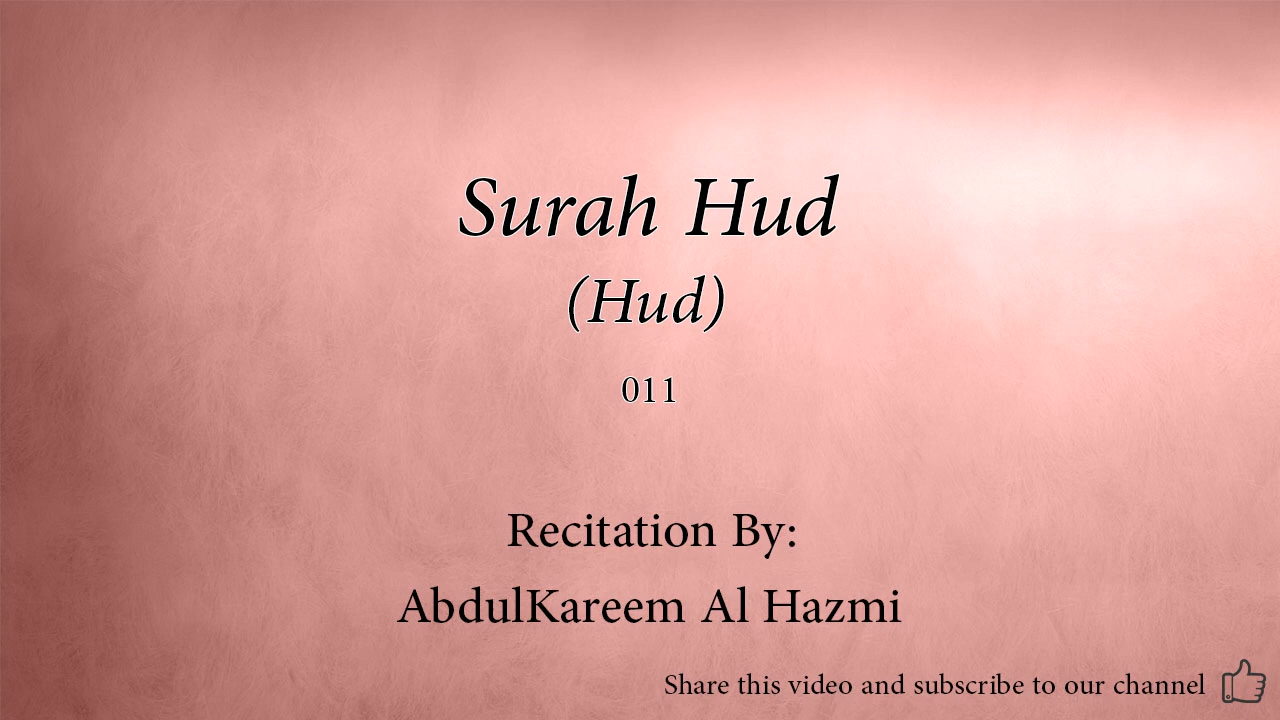 Surah Hud
(Hud)
011
Recitation By:
AbdulKareem Al Hazmi
Share this video and subscribe to our channel